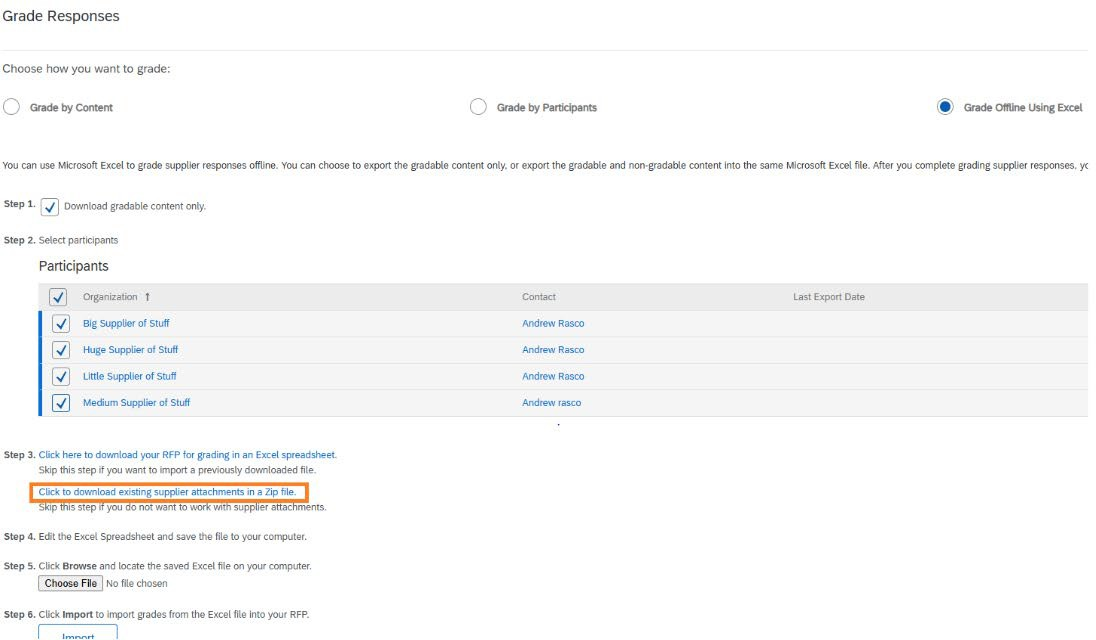 Grade Responses
Choose how you want to grade:
Grade by Content
Grade by Participants
Grade Offline Using Excel
You can use Microsoft Excel to grade supplier responses offline. You can choose to export the gradable content only, or export the gradable and non-gradable content into the same Microsoft Excel file. After you complete grading supplier responses,
Step 1. Download gradable content only.
Step 2. Select participants
Participants
Organization ↑ Contact Last Export Date
Big Supplier of Stuff Andrew Rasco
Huge Supplier of Stuff Andrew Rasco
Little Supplier of Stuff Andrew Rasco
Medium Supplier of Stuff Andrew rasco
Step 3. Click here to download your RFP for grading in an Excel spreadsheet.
Skip this step if you want to import a previously downloaded file.
Click to download existing supplier attachments in a Zip file.
Skip this step if you do not want to work with supplier attachments.
Step 4. Edit the Excel Spreadsheet and save the file to your computer.
Step 5. Click Browse and locate the saved Excel file on your computer.
Choose File No file chosen
Step 6. Click Import to import grades from the Excel file into your RFP.
Import